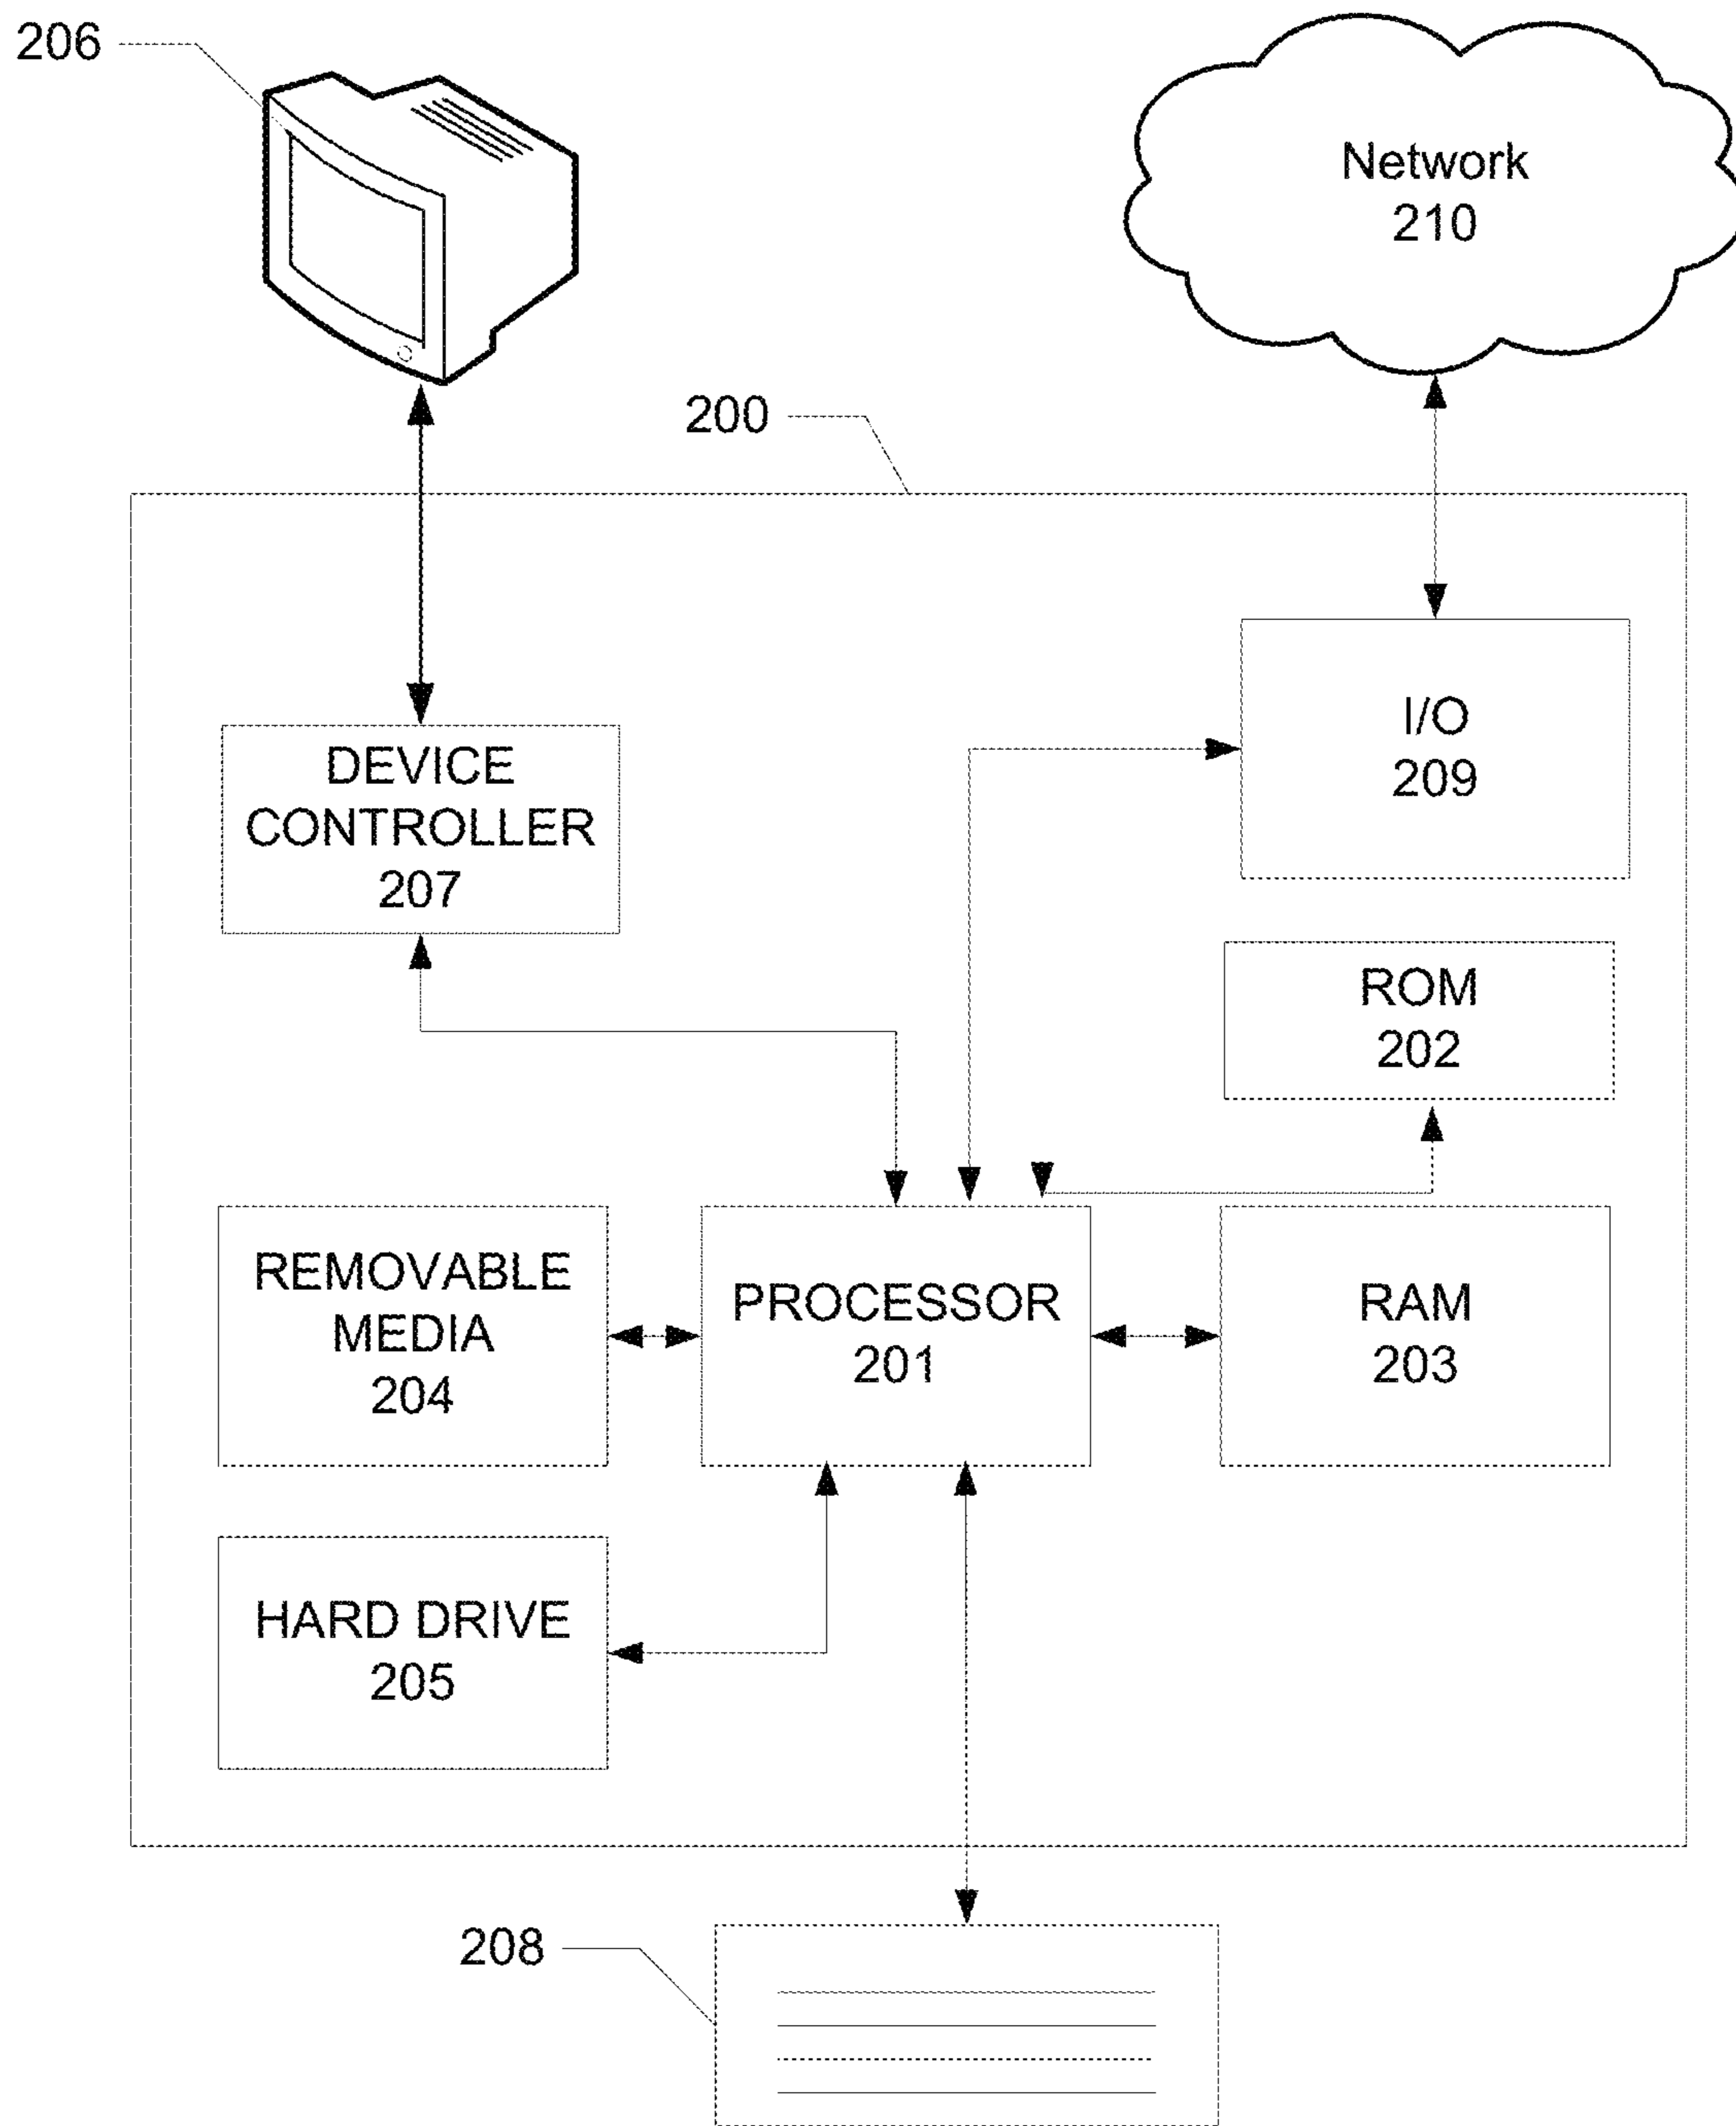 206
Network
210
200
DEVICE
CONTROLLER
207
I/O
209
ROM
202
REMOVABLE
MEDIA
204
PROCESSOR
201
RAM
203
HARD DRIVE
205
208